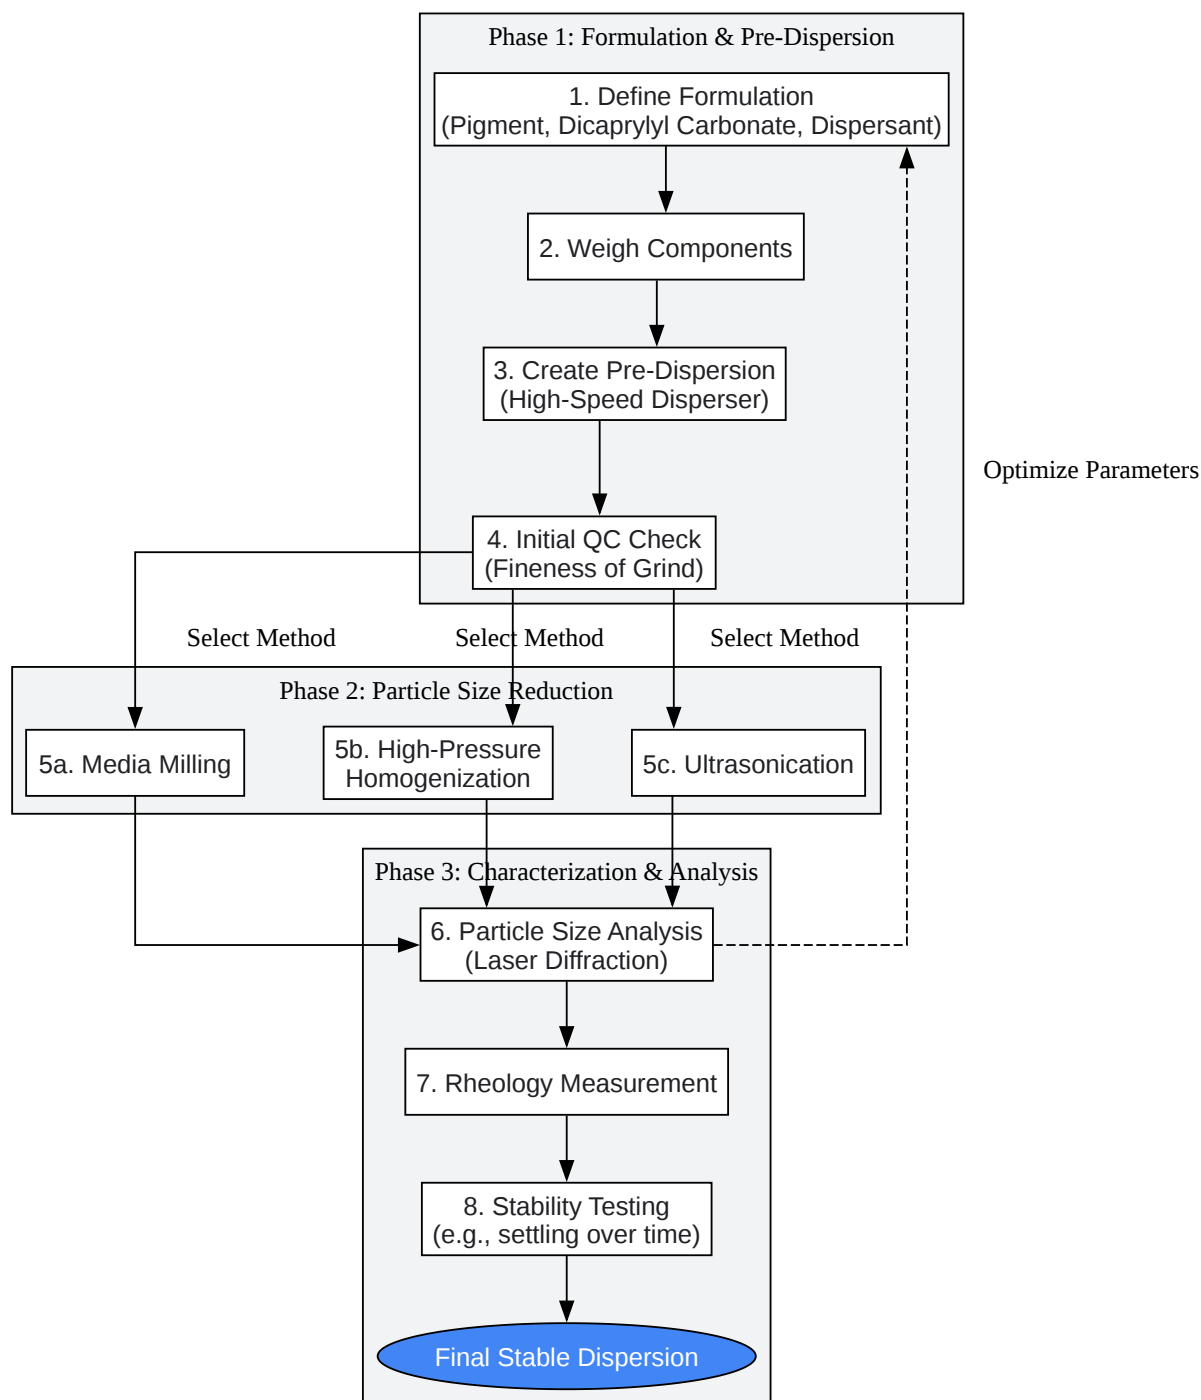 Phase 1: Formulation & Pre-Dispersion
1. Define Formulation
(Pigment, Dicaprylyl Carbonate, Dispersant)
2. Weigh Components
3. Create Pre-Dispersion
(High-Speed Disperser)
Optimize Parameters
4. Initial QC Check
(Fineness of Grind)
Select Method
Select Method
Select Method
Phase 2: Particle Size Reduction
5a. Media Milling
5b. High-Pressure
Homogenization
5c. Ultrasonication
Phase 3: Characterization & Analysis
6. Particle Size Analysis
(Laser Diffraction)
7. Rheology Measurement
8. Stability Testing
(e.g., settling over time)
Final Stable Dispersion